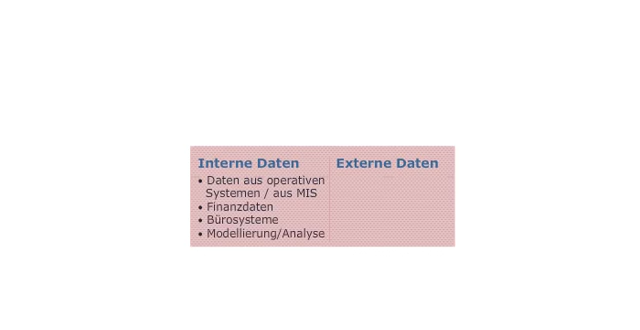 Interne Daten
• Daten aus operativen
Systemen / aus MIS
• Finanzdaten
• Bürosysteme
• Modellierung/Analyse
Externe Daten